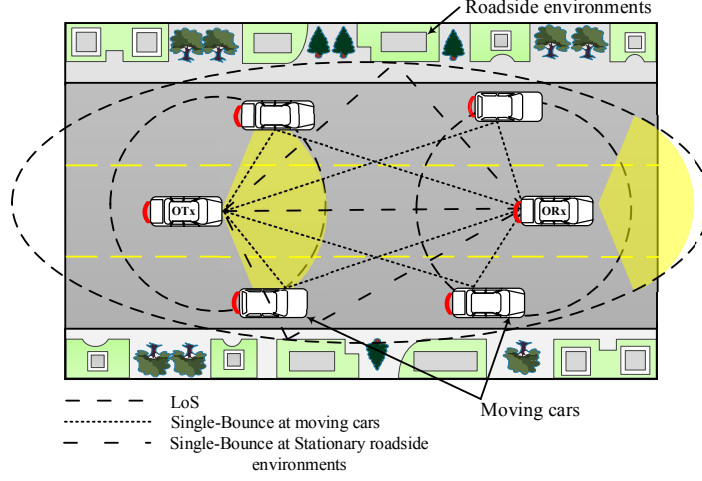 Roadside environments
OTx
ORx
Moving cars
LoS
Single-Bounce at moving cars
Single-Bounce at Stationary roadside
environments